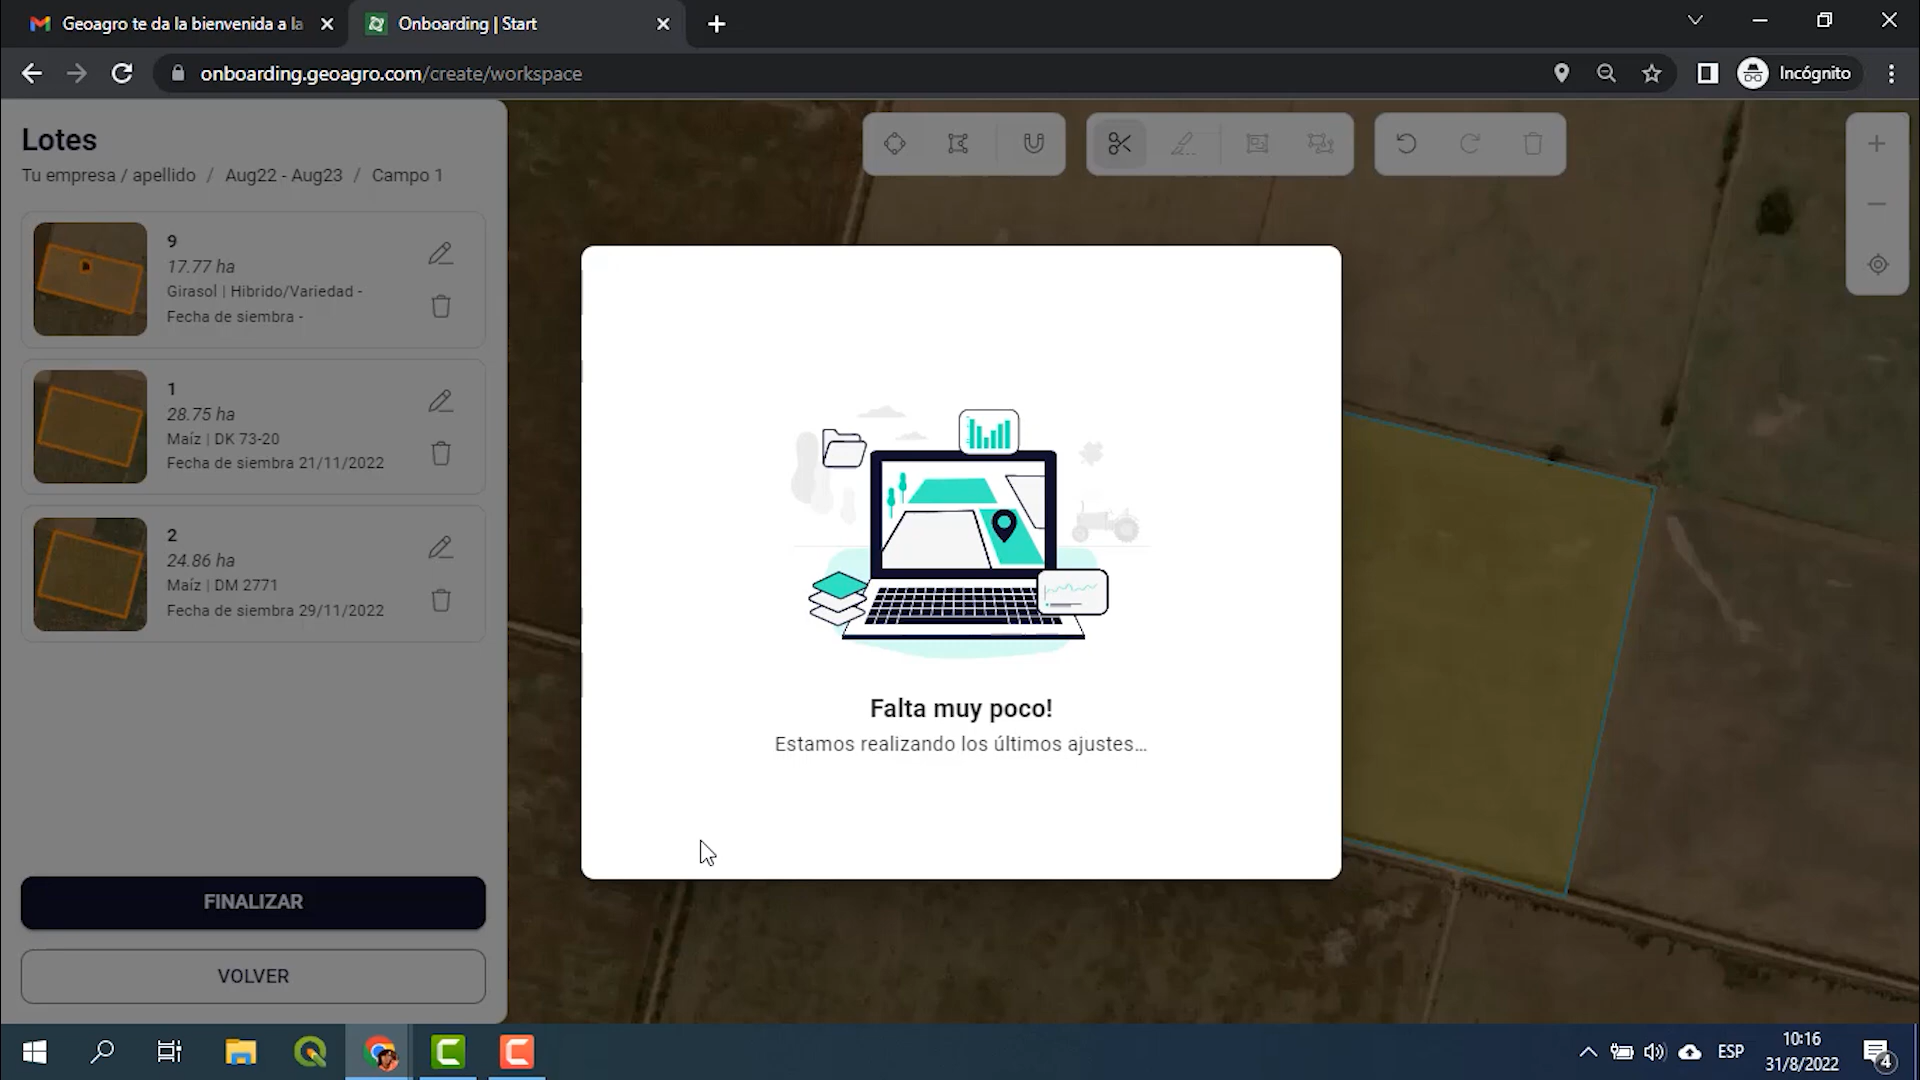 Geoagro te da la bienvenida a la
Onboarding | Start
onboarding.geoagro.com/create/workspace
Incógnito
Lotes
Tu empresa / apellido / Aug22 - Aug23 / Campo 1
9
17.77 ha
Girasol | Hibrido/Variedad -
Fecha de siembra -
1
28.75 ha
Maíz | DK 73-20
Fecha de siembra 21/11/2022
2
24.86 ha
Maíz | DM 2771
Fecha de siembra 29/11/2022
FINALIZAR
VOLVER
Falta muy poco!
Estamos realizando los últimos ajustes...
ESP
10:16
31/8/2022
4